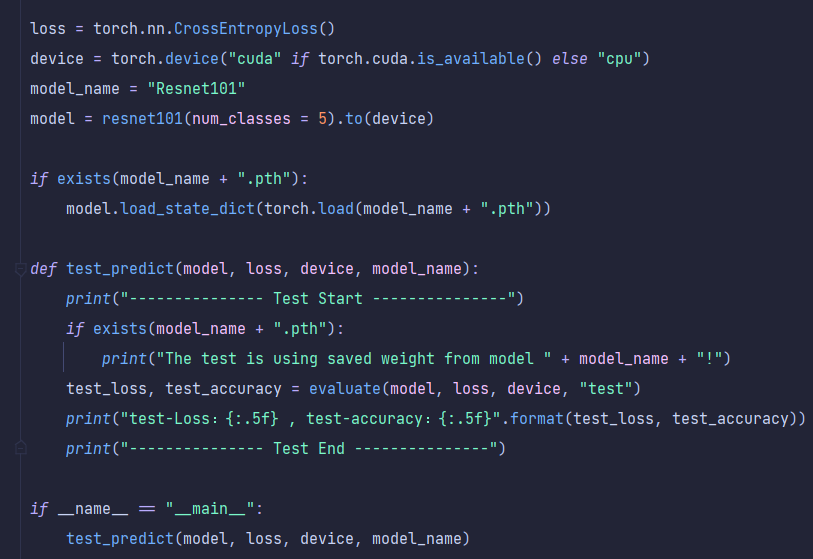 loss = torch.nn.CrossEntropyLoss()
device = torch.device("cuda" if torch.cuda.is_available() else "cpu")
model_name = "Resnet101"
model = resnet101(num_classes = 5).to(device)
if exists(model_name + ".pth"):
    model.load_state_dict(torch.load(model_name + ".pth"))
def test_predict(model, loss, device, model_name):
    print("--------------- Test Start ---------------")
    if exists(model_name + ".pth"):
        print("The test is using saved weight from model " + model_name + "!")
    test_loss, test_accuracy = evaluate(model, loss, device, "test")
    print("test-Loss：{:.5f} , test-accuracy：{:.5f}".format(test_loss, test_accuracy))
    print("--------------- Test End ---------------")
if __name__ == "__main__":
    test_predict(model, loss, device, model_name)